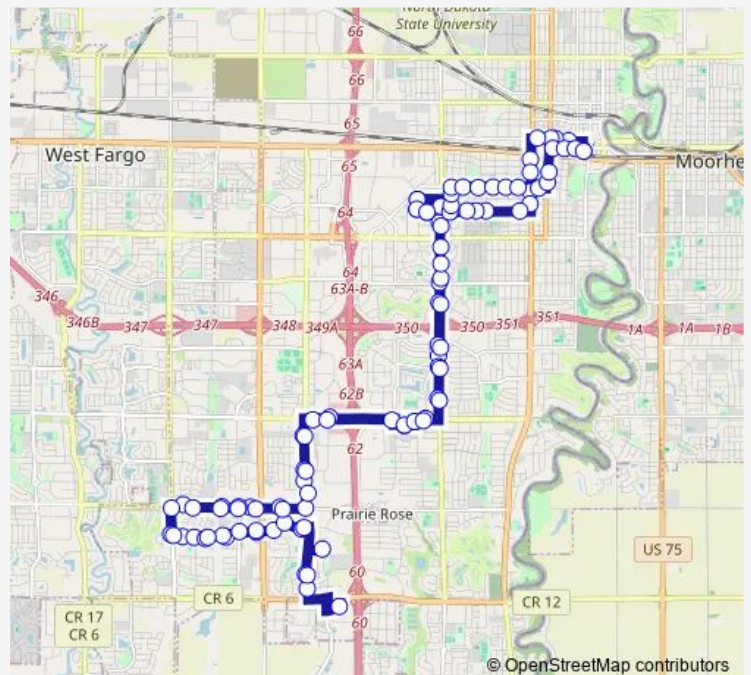 North Dakota
State University
66
66
65
West Fargo
65
Moorhe
64
64
63A-B
346
346B
347
347
348
349A
350
350
351
351
1A
1A
1B
63A
62B
62
Prairie Rose
US 75
60
CR 6
CR 12
CR 17
CR 6
60
© OpenStreetMap contributors